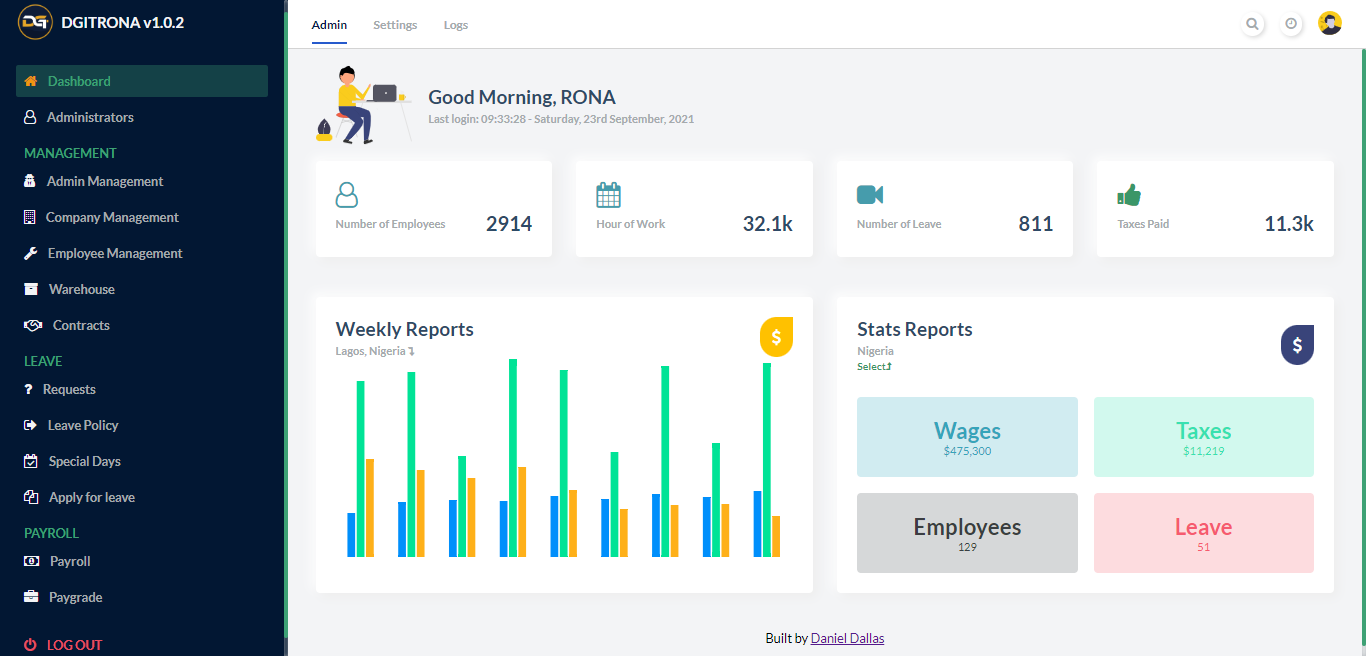 DGITRONA v1.0.2
Dashboard
Administrators
MANAGEMENT
Admin Management
Company Management
Employee Management
Warehouse
Contracts
LEAVE
Requests
Leave Policy
Special Days
Apply for leave
PAYROLL
Payroll
Paygrade
LOG OUT
Admin Settings Logs
Good Morning, RONA
Last login: 09:33:28 - Saturday, 23rd September, 2021
Number of Employees 2914
Hour of Work 32.1k
Number of Leave 811
Taxes Paid 11.3k
Weekly Reports
Lagos, Nigeria
$
Stats Reports
Nigeria
Select
$
Wages
$475,300
Taxes
$11,219
Employees
129
Leave
51
Built by Daniel Dallas